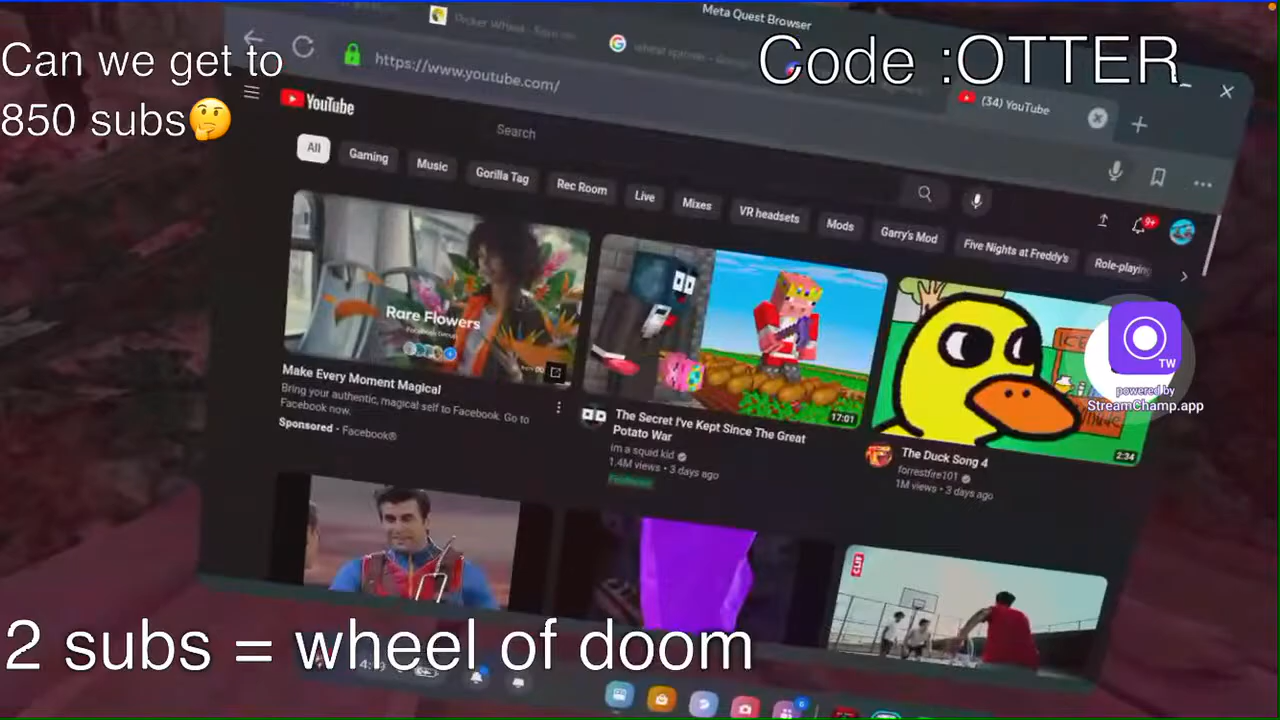 Meta Quest Browser
Can we get to
850 subs🤔
Code :OTTER
https://www.youtube.com/
(34) YouTube
YouTube
Search
All
Gaming
Music
Gorilla Tag
Rec Room
Live
Mixes
VR headsets
Mods
Garry's Mod
Five Nights at Freddy's
Role-playing
9+
Rare Flowers
Make Every Moment Magical
Bring your authentic, magical self to Facebook. Go to
Facebook now.
Sponsored • Facebook®
17:01
The Secret I've Kept Since The Great
Potato War
im a squid kid
1.4M views • 3 days ago
ICE
2:34
The Duck Song 4
forrestfire101
1M views • 3 days ago
TW
powered by
StreamChamp.app
2 subs = wheel of doom